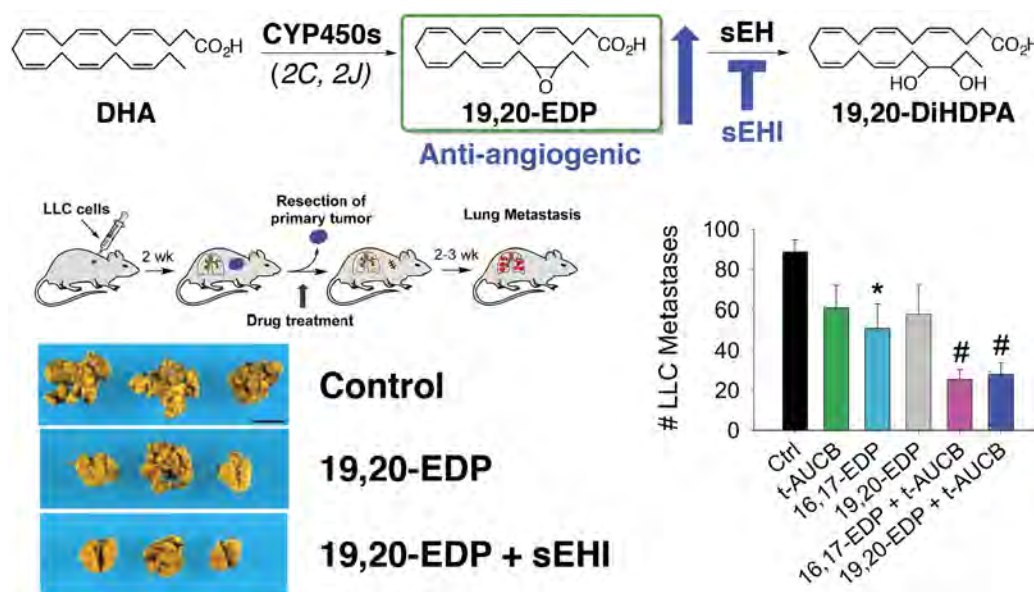 CO₂H
DHA
CYP450s
(2C, 2J)
CO₂H
O
19,20-EDP
Anti-angiogenic
sEH
sEHI
CO₂H
HO OH
19,20-DiHDPA
LLC cells
2 wk
Resection of
primary tumor
Drug treatment
2-3 wk
Lung Metastasis
Control
19,20-EDP
19,20-EDP + sEHI
# LLC Metastases
100
80
60
40
20
0
*
#
#
Ctrl
t-AUCB
16,17-EDP
19,20-EDP
16,17-EDP + t-AUCB
19,20-EDP + t-AUCB